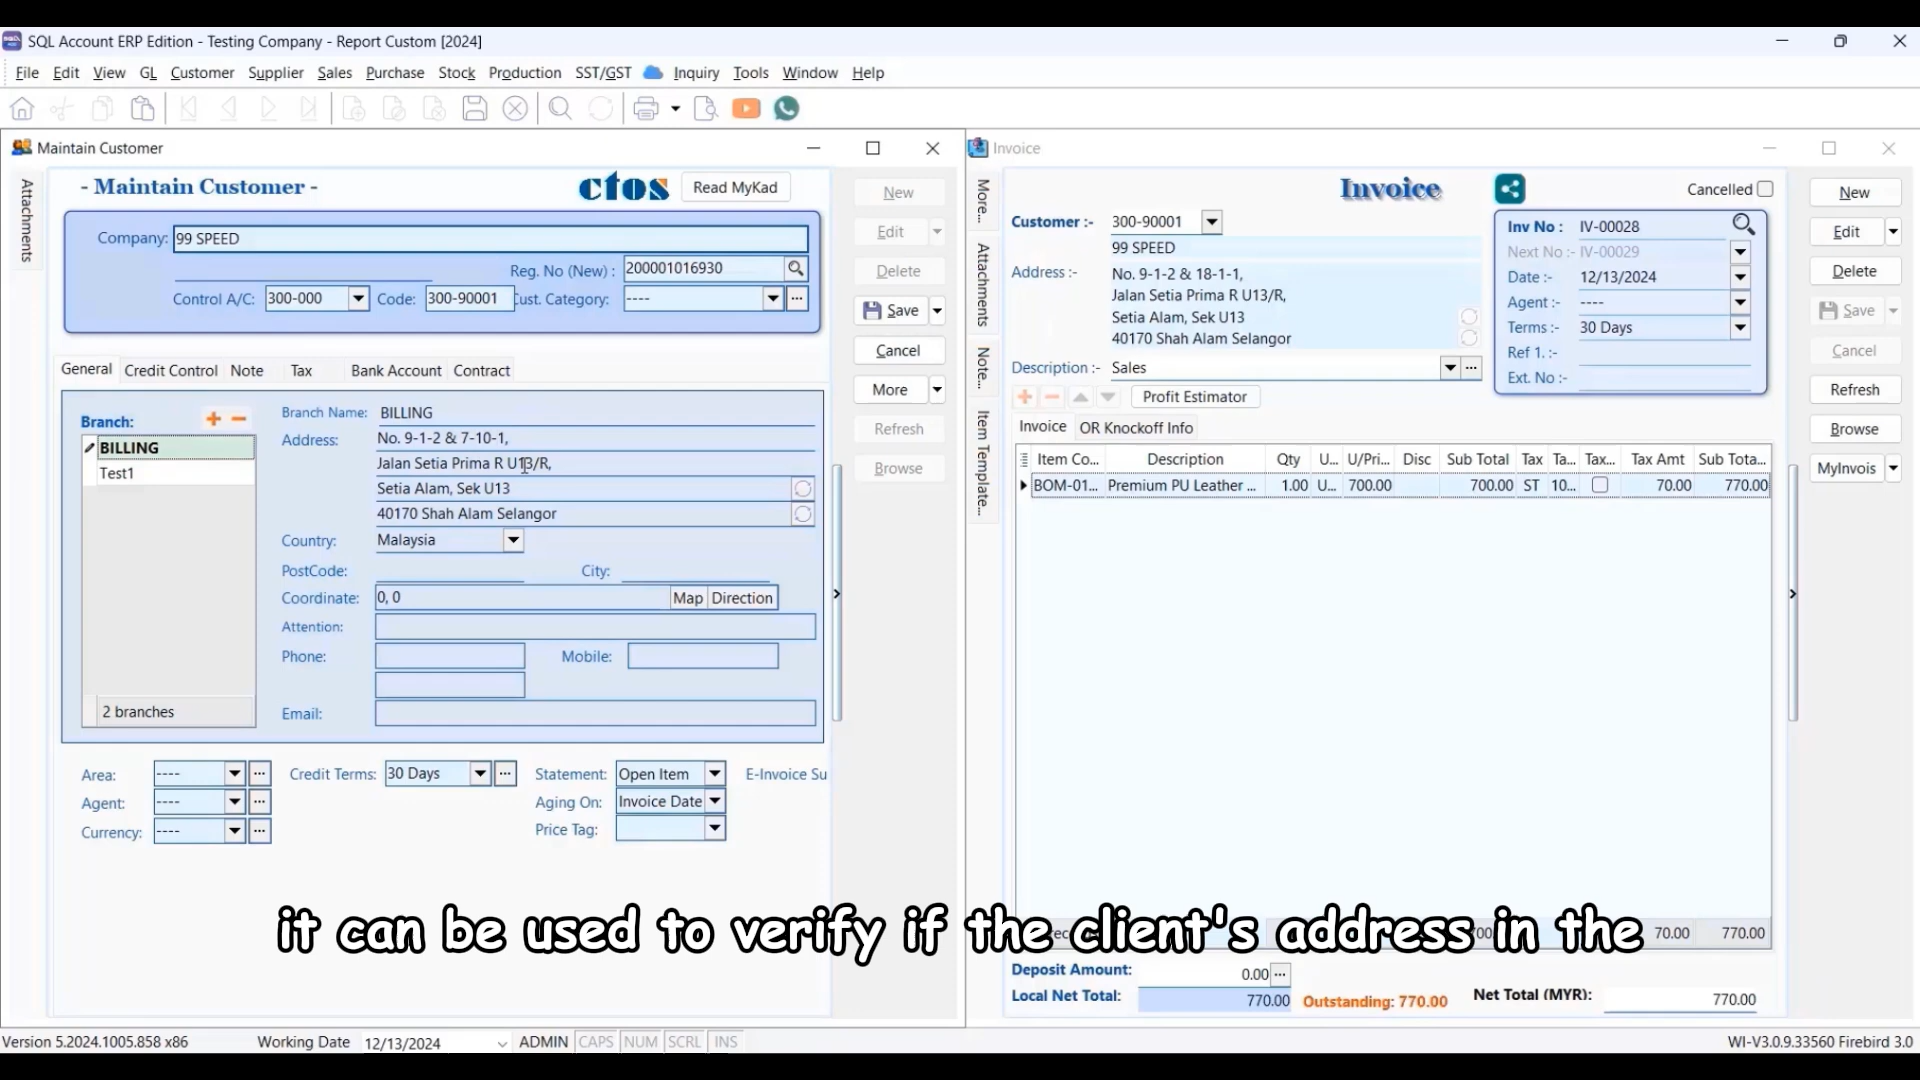 SQL Account ERP Edition - Testing Company - Report Custom [2024]
File Edit View GL Customer Supplier Sales Purchase Stock Production SST/GST Inquiry Tools Window Help
Maintain Customer
Attachments
- Maintain Customer -
ctos
Read MyKad
Company: 99 SPEED
Reg. No (New) : 200001016930
Control A/C: 300-000 Code: 300-90001 Cust. Category: ----
New
Edit
Delete
Save
Cancel
More
Refresh
Browse
General Credit Control Note Tax Bank Account Contract
Branch:
BILLING
Test1
2 branches
Branch Name: BILLING
Address: No. 9-1-2 & 7-10-1,
Jalan Setia Prima R U13/R,
Setia Alam, Sek U13
40170 Shah Alam Selangor
Country: Malaysia
PostCode: City:
Coordinate: 0, 0 Map Direction
Attention:
Phone: Mobile:
Email:
Area: ---- Credit Terms: 30 Days Statement: Open Item E-Invoice Su
Agent: ---- Aging On: Invoice Date
Currency: ---- Price Tag:
Invoice
More...
Attachments
Note...
Item Template...
Invoice
Cancelled
Customer :- 300-90001
99 SPEED
Address :- No. 9-1-2 & 18-1-1,
Jalan Setia Prima R U13/R,
Setia Alam, Sek U13
40170 Shah Alam Selangor
Description :- Sales
Inv No : IV-00028
Next No :- IV-00029
Date :- 12/13/2024
Agent :- ----
Terms :- 30 Days
Ref 1. :-
Ext. No :-
New
Edit
Delete
Save
Cancel
Refresh
Browse
MyInvois
Profit Estimator
Invoice OR Knockoff Info
Item Co... Description Qty U... U/Pri... Disc Sub Total Tax Ta... Tax... Tax Amt Sub Tota...
BOM-01... Premium PU Leather ... 1.00 U... 700.00 700.00 ST 10... 70.00 770.00
70.00 770.00
it can be used to verify if the client's address in the
Deposit Amount: 0.00
Local Net Total: 770.00 Outstanding: 770.00 Net Total (MYR): 770.00
Version 5.2024.1005.858 x86 Working Date 12/13/2024 ADMIN CAPS NUM SCRL INS WI-V3.0.9.33560 Firebird 3.0